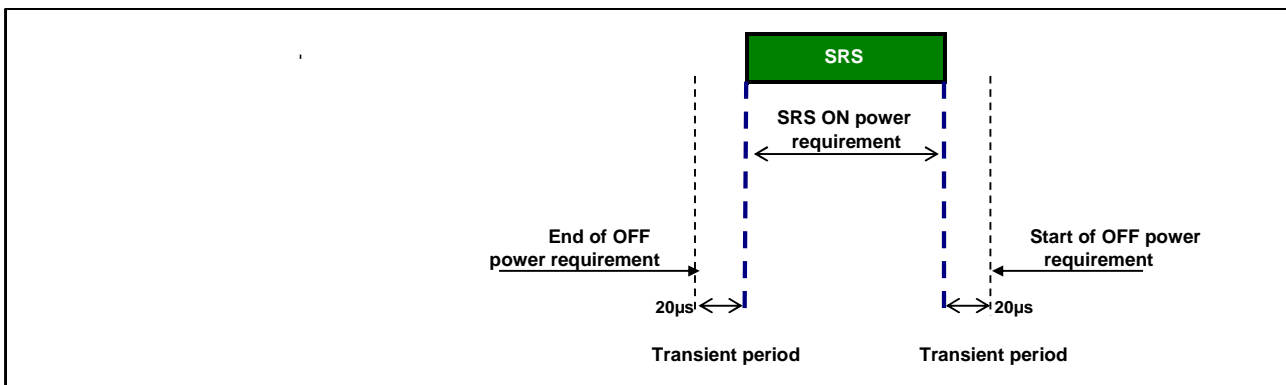 SRS
SRS ON power
requirement
End of OFF
power requirement
Start of OFF power
requirement
20µs
20µs
Transient period
Transient period